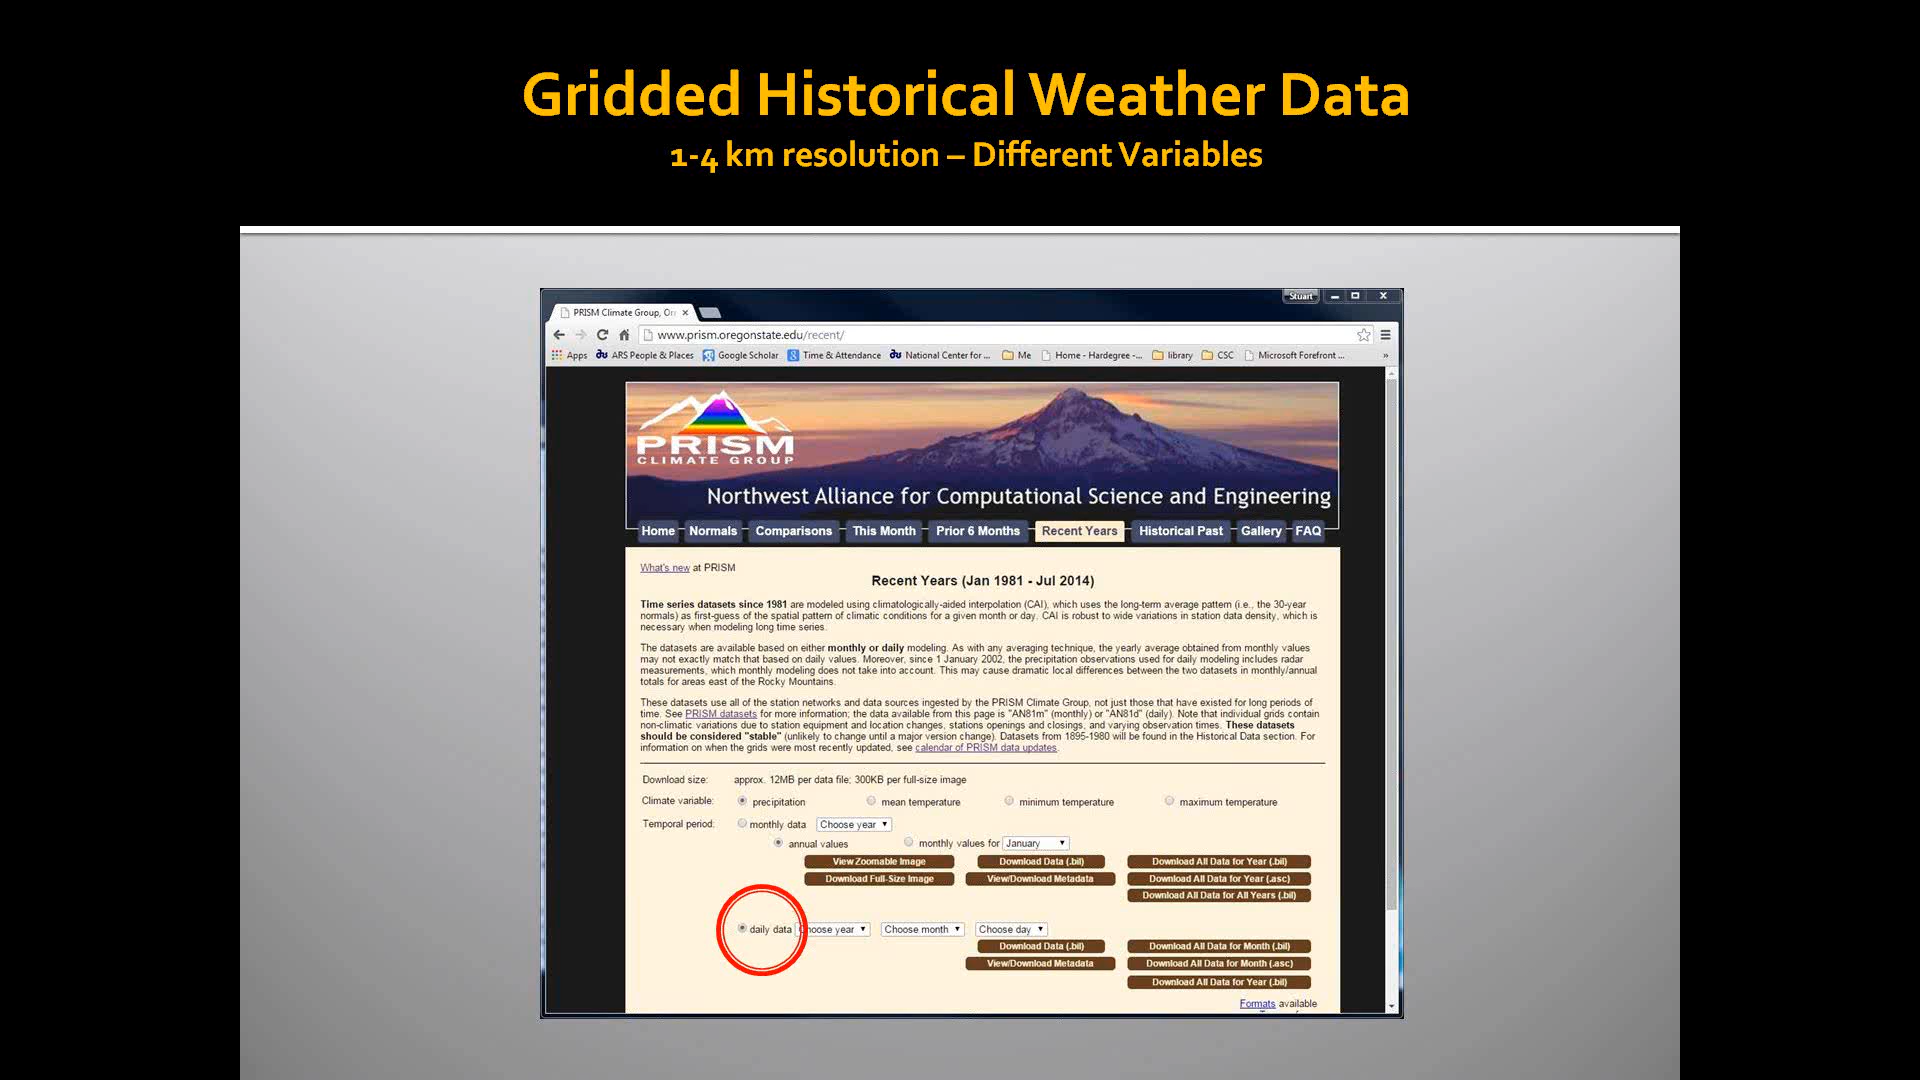 Gridded Historical Weather Data
1-4 km resolution – Different Variables
Stuart
PRISM Climate Group, Or
www.prism.oregonstate.edu/recent/
Apps ARS People & Places Google Scholar Time & Attendance National Center for ... Me Home - Hardegree -... library CSC Microsoft Forefront ... »
PRISM
CLIMATE GROUP
Northwest Alliance for Computational Science and Engineering
Home Normals Comparisons This Month Prior 6 Months Recent Years Historical Past Gallery FAQ
What's new at PRISM
Recent Years (Jan 1981 - Jul 2014)
Time series datasets since 1981 are modeled using climatologically-aided interpolation (CAI), which uses the long-term average pattern (i.e., the 30-year
normals) as first-guess of the spatial pattern of climatic conditions for a given month or day. CAI is robust to wide variations in station data density, which is
necessary when modeling long time series.
The datasets are available based on either monthly or daily modeling. As with any averaging technique, the yearly average obtained from monthly values
may not exactly match that based on daily values. Moreover, since 1 January 2002, the precipitation observations used for daily modeling includes radar
measurements, which monthly modeling does not take into account. This may cause dramatic local differences between the two datasets in monthly/annual
totals for areas east of the Rocky Mountains.
These datasets use all of the station networks and data sources ingested by the PRISM Climate Group, not just those that have existed for long periods of
time. See PRISM datasets for more information; the data available from this page is "AN81m" (monthly) or "AN81d" (daily). Note that individual grids contain
non-climatic variations due to station equipment and location changes, stations openings and closings, and varying observation times. These datasets
should be considered "stable" (unlikely to change until a major version change). Datasets from 1895-1980 will be found in the Historical Data section. For
information on when the grids were most recently updated, see calendar of PRISM data updates.
Download size: approx. 12MB per data file; 300KB per full-size image
Climate variable: precipitation mean temperature minimum temperature maximum temperature
Temporal period: monthly data Choose year
annual values monthly values for January
View Zoomable Image Download Data (.bil) Download All Data for Year (.bil)
Download Full-Size Image View/Download Metadata Download All Data for Year (.asc)
Download All Data for All Years (.bil)
daily data Choose year Choose month Choose day
Download Data (.bil) Download All Data for Month (.bil)
View/Download Metadata Download All Data for Month (.asc)
Download All Data for Year (.bil)
Formats available